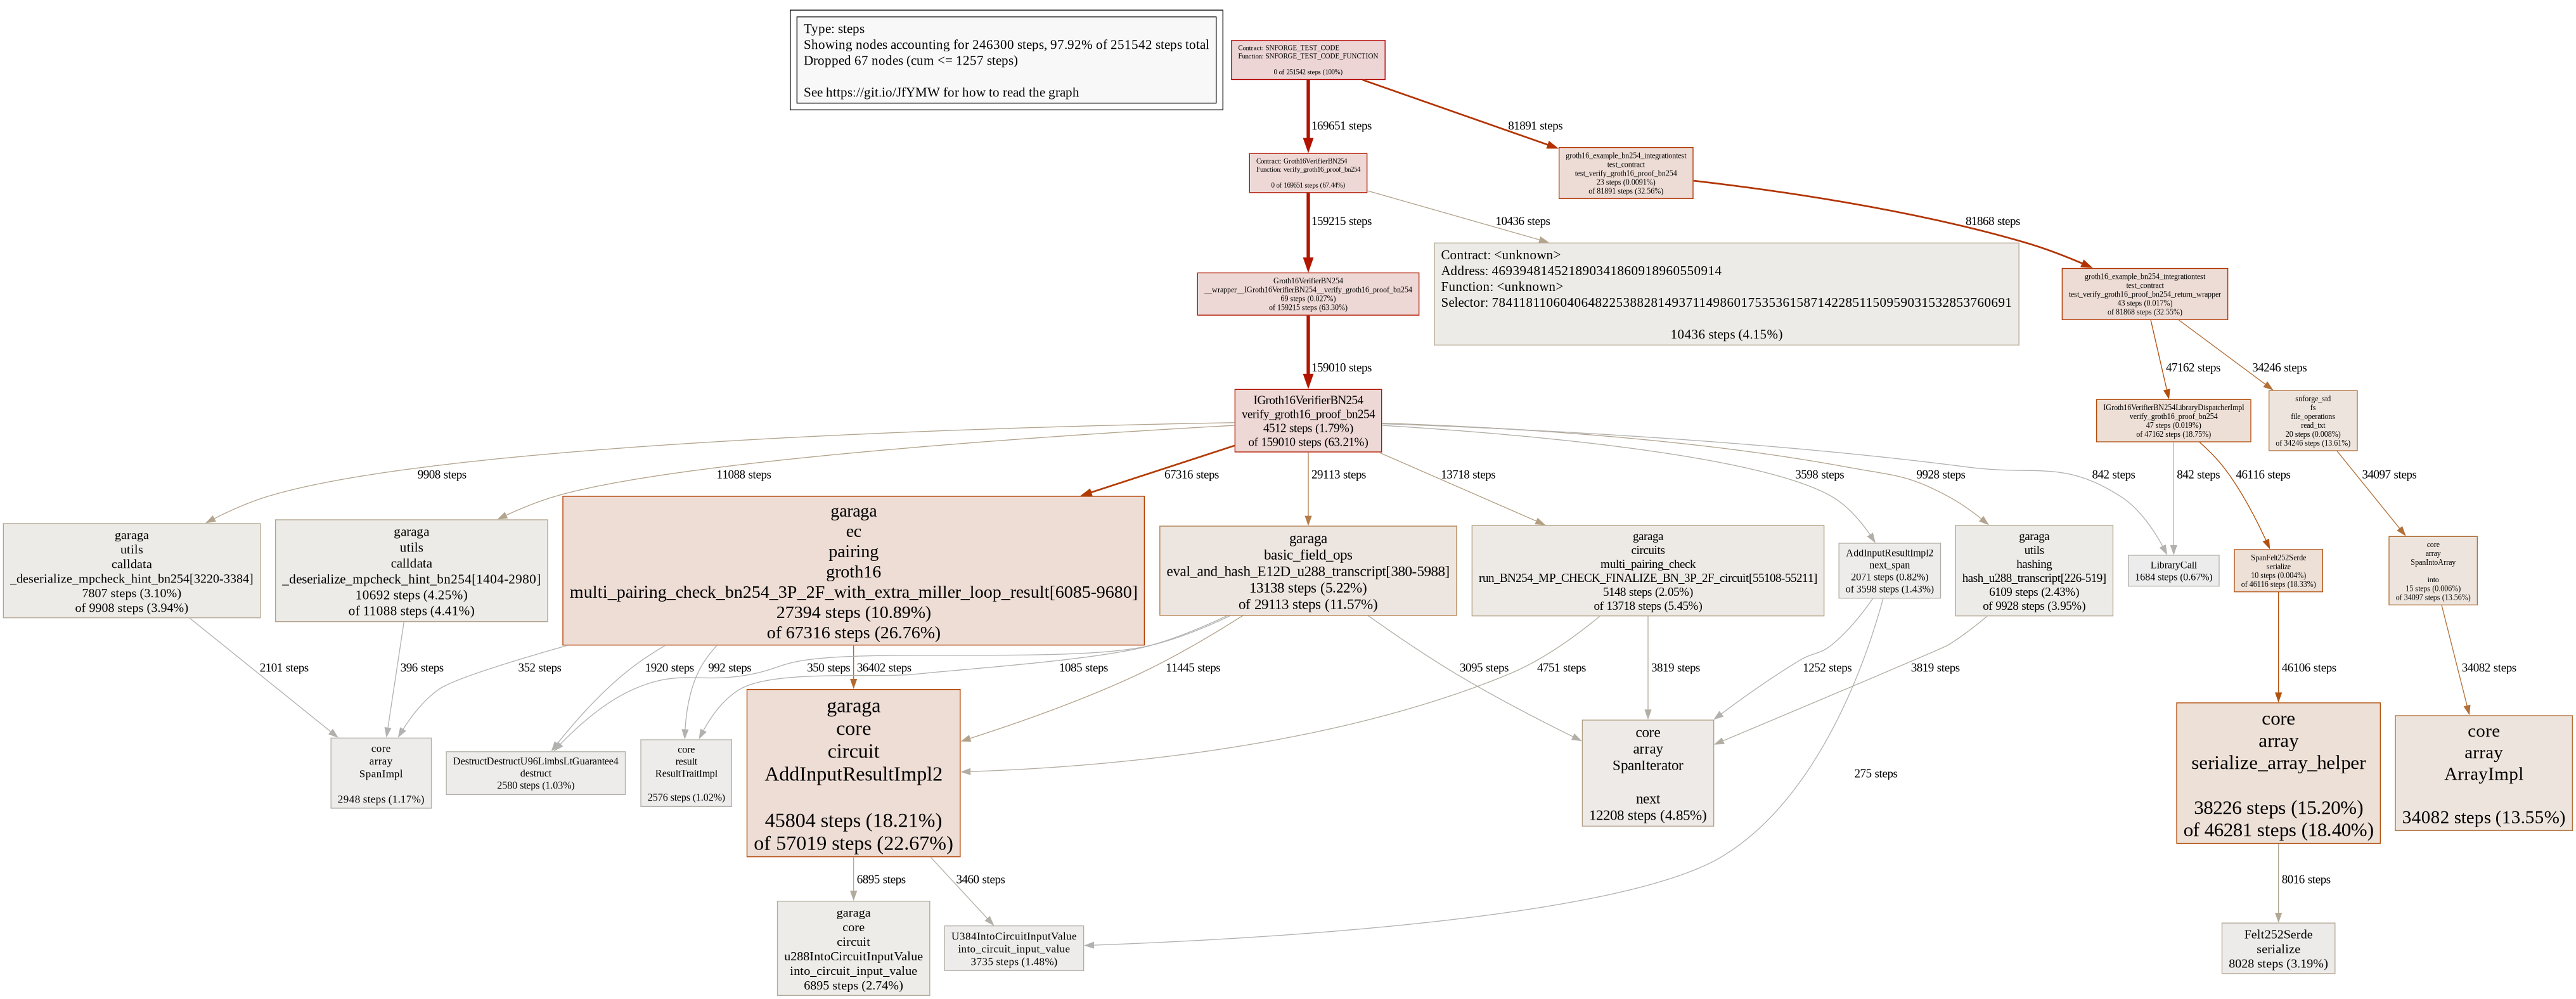 Type: steps
Showing nodes accounting for 246300 steps, 97.92% of 251542 steps total
Dropped 67 nodes (cum <= 1257 steps)
See https://git.io/JfYMW for how to read the graph
Contract: SNFORGE_TEST_CODE
Function: SNFORGE_TEST_CODE_FUNCTION
0 of 251542 steps (100%)
169651 steps
81891 steps
Contract: Groth16VerifierBN254
Function: verify_groth16_proof_bn254
0 of 169651 steps (67.44%)
groth16_example_bn254_integrationtest
test_contract
test_verify_groth16_proof_bn254
23 steps (0.0091%)
of 81891 steps (32.56%)
159215 steps
10436 steps
81868 steps
Groth16VerifierBN254
__wrapper__IGroth16VerifierBN254__verify_groth16_proof_bn254
69 steps (0.027%)
of 159215 steps (63.30%)
Contract: <unknown>
Address: 469394814521890341860918960550914
Function: <unknown>
Selector: 784118110604064822538828149371149860175353615871422851150959031532853760691
10436 steps (4.15%)
groth16_example_bn254_integrationtest
test_contract
test_verify_groth16_proof_bn254_return_wrapper
43 steps (0.017%)
of 81868 steps (32.55%)
159010 steps
47162 steps
34246 steps
IGroth16VerifierBN254
verify_groth16_proof_bn254
4512 steps (1.79%)
of 159010 steps (63.21%)
IGroth16VerifierBN254LibraryDispatcherImpl
verify_groth16_proof_bn254
47 steps (0.019%)
of 47162 steps (18.75%)
snforge_std
fs
file_operations
read_txt
20 steps (0.008%)
of 34246 steps (13.61%)
9908 steps
11088 steps
67316 steps
29113 steps
13718 steps
3598 steps
9928 steps
842 steps
842 steps
46116 steps
34097 steps
garaga
utils
calldata
_deserialize_mpcheck_hint_bn254[3220-3384]
7807 steps (3.10%)
of 9908 steps (3.94%)
garaga
utils
calldata
_deserialize_mpcheck_hint_bn254[1404-2980]
10692 steps (4.25%)
of 11088 steps (4.41%)
garaga
ec
pairing
groth16
multi_pairing_check_bn254_3P_2F_with_extra_miller_loop_result[6085-9680]
27394 steps (10.89%)
of 67316 steps (26.76%)
garaga
basic_field_ops
eval_and_hash_E12D_u288_transcript[380-5988]
13138 steps (5.22%)
of 29113 steps (11.57%)
garaga
circuits
multi_pairing_check
run_BN254_MP_CHECK_FINALIZE_BN_3P_2F_circuit[55108-55211]
5148 steps (2.05%)
of 13718 steps (5.45%)
AddInputResultImpl2
next_span
2071 steps (0.82%)
of 3598 steps (1.43%)
garaga
utils
hashing
hash_u288_transcript[226-519]
6109 steps (2.43%)
of 9928 steps (3.95%)
LibraryCall
1684 steps (0.67%)
SpanFelt252Serde
serialize
10 steps (0.004%)
of 46116 steps (18.33%)
core
array
SpanIntoArray
into
15 steps (0.006%)
of 34097 steps (13.56%)
2101 steps
396 steps
352 steps
1920 steps
992 steps
350 steps
36402 steps
1085 steps
11445 steps
3095 steps
4751 steps
3819 steps
1252 steps
3819 steps
275 steps
46106 steps
34082 steps
core
array
SpanImpl
2948 steps (1.17%)
DestructDestructU96LimbsLtGuarantee4
destruct
2580 steps (1.03%)
core
result
ResultTraitImpl
2576 steps (1.02%)
garaga
core
circuit
AddInputResultImpl2
45804 steps (18.21%)
of 57019 steps (22.67%)
core
array
SpanIterator
next
12208 steps (4.85%)
core
array
serialize_array_helper
38226 steps (15.20%)
of 46281 steps (18.40%)
core
array
ArrayImpl
34082 steps (13.55%)
6895 steps
3460 steps
8016 steps
garaga
core
circuit
u288IntoCircuitInputValue
into_circuit_input_value
6895 steps (2.74%)
U384IntoCircuitInputValue
into_circuit_input_value
3735 steps (1.48%)
Felt252Serde
serialize
8028 steps (3.19%)